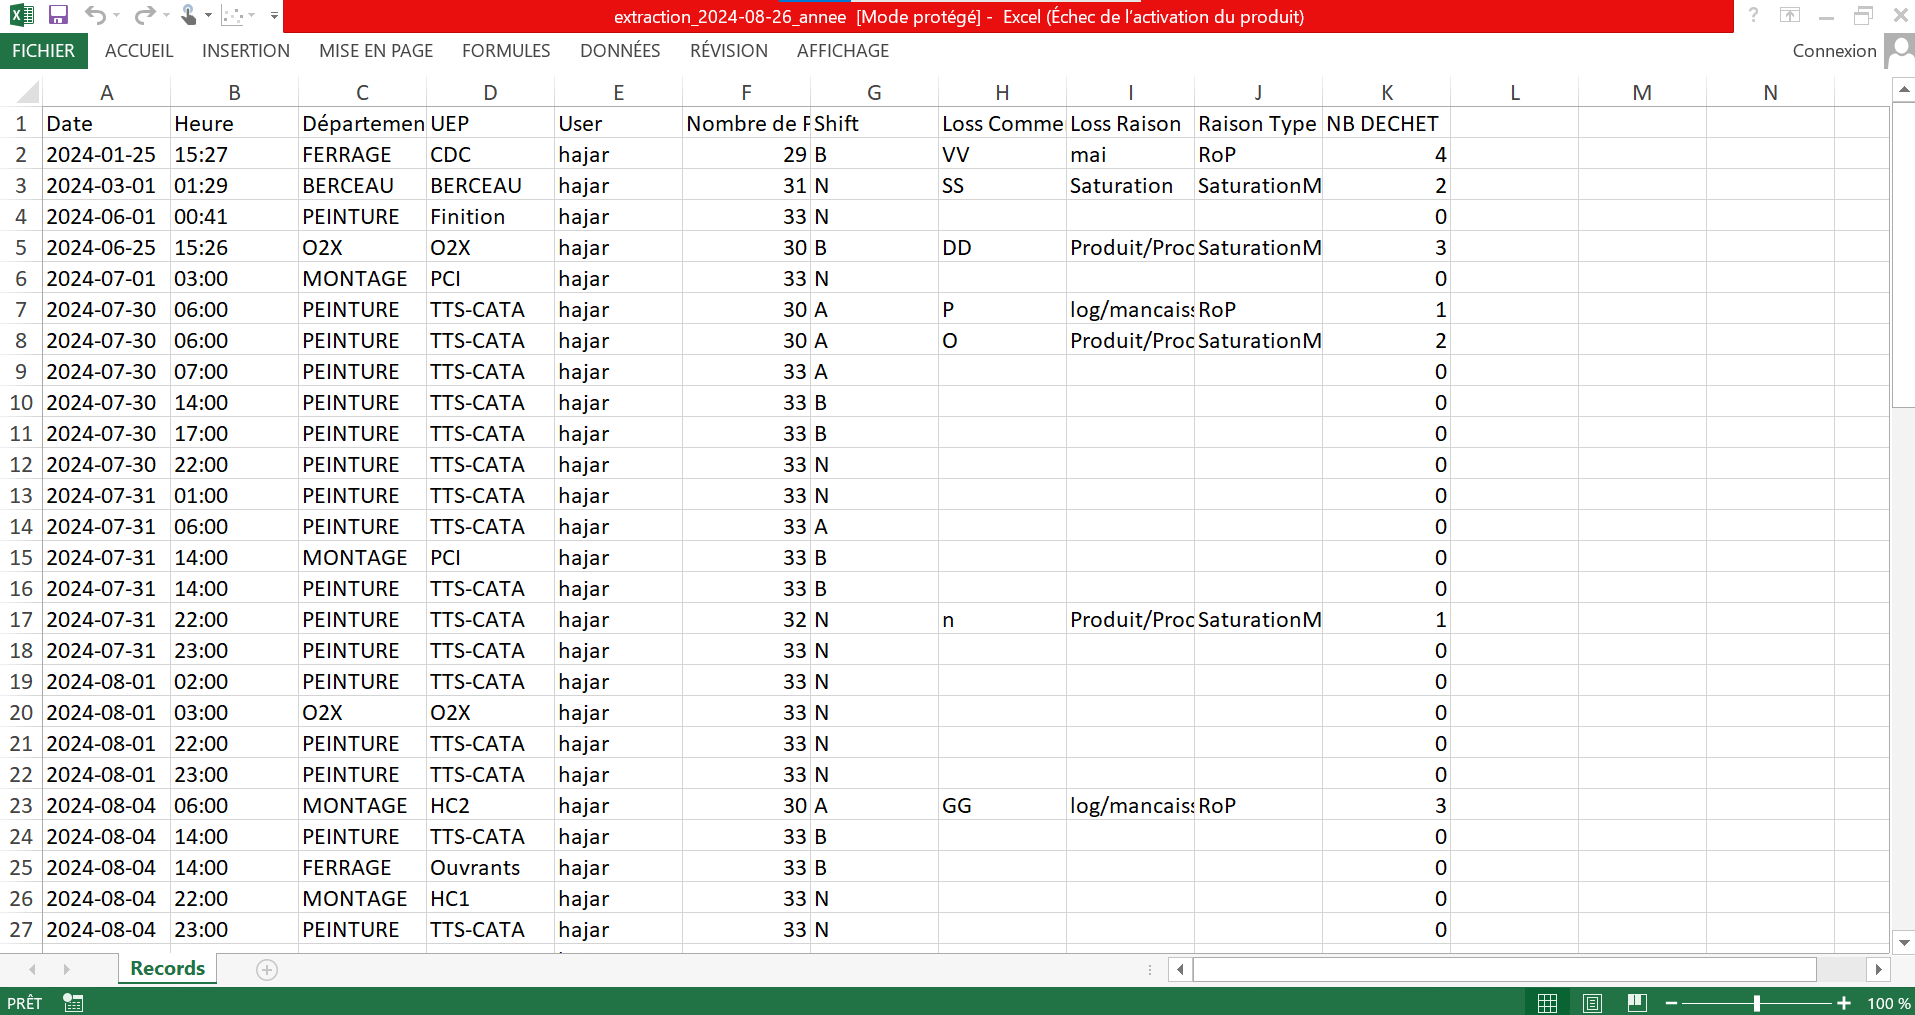 extraction_2024-08-26_annee [Mode protégé] - Excel (Échec de l'activation du produit)
FICHIER ACCUEIL INSERTION MISE EN PAGE FORMULES DONNÉES RÉVISION AFFICHAGE Connexion
A B C D E F G H I J K L M N
1 Date Heure Départemen UEP User Nombre de P Shift Loss Comme Loss Raison Raison Type NB DECHET
2 2024-01-25 15:27 FERRAGE CDC hajar 29 B VV mai RoP 4
3 2024-03-01 01:29 BERCEAU BERCEAU hajar 31 N SS Saturation SaturationM 2
4 2024-06-01 00:41 PEINTURE Finition hajar 33 N 0
5 2024-06-25 15:26 O2X O2X hajar 30 B DD Produit/Proc SaturationM 3
6 2024-07-01 03:00 MONTAGE PCI hajar 33 N 0
7 2024-07-30 06:00 PEINTURE TTS-CATA hajar 30 A P log/mancaiss RoP 1
8 2024-07-30 06:00 PEINTURE TTS-CATA hajar 30 A O Produit/Proc SaturationM 2
9 2024-07-30 07:00 PEINTURE TTS-CATA hajar 33 A 0
10 2024-07-30 14:00 PEINTURE TTS-CATA hajar 33 B 0
11 2024-07-30 17:00 PEINTURE TTS-CATA hajar 33 B 0
12 2024-07-30 22:00 PEINTURE TTS-CATA hajar 33 N 0
13 2024-07-31 01:00 PEINTURE TTS-CATA hajar 33 N 0
14 2024-07-31 06:00 PEINTURE TTS-CATA hajar 33 A 0
15 2024-07-31 14:00 MONTAGE PCI hajar 33 B 0
16 2024-07-31 14:00 PEINTURE TTS-CATA hajar 33 B 0
17 2024-07-31 22:00 PEINTURE TTS-CATA hajar 32 N n Produit/Proc SaturationM 1
18 2024-07-31 23:00 PEINTURE TTS-CATA hajar 33 N 0
19 2024-08-01 02:00 PEINTURE TTS-CATA hajar 33 N 0
20 2024-08-01 03:00 O2X O2X hajar 33 N 0
21 2024-08-01 22:00 PEINTURE TTS-CATA hajar 33 N 0
22 2024-08-01 23:00 PEINTURE TTS-CATA hajar 33 N 0
23 2024-08-04 06:00 MONTAGE HC2 hajar 30 A GG log/mancaiss RoP 3
24 2024-08-04 14:00 PEINTURE TTS-CATA hajar 33 B 0
25 2024-08-04 14:00 FERRAGE Ouvrants hajar 33 B 0
26 2024-08-04 22:00 MONTAGE HC1 hajar 33 N 0
27 2024-08-04 23:00 PEINTURE TTS-CATA hajar 33 N 0
Records
PRÊT 100 %